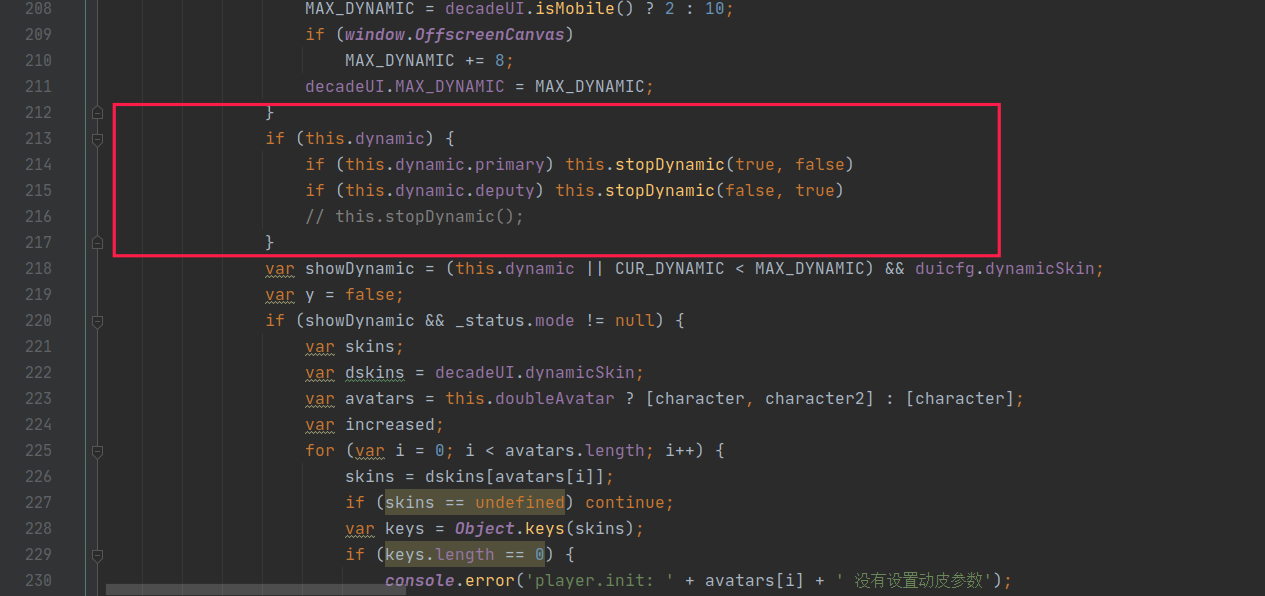 208 MAX_DYNAMIC = decadeUI.isMobile() ? 2 : 10;
209 if (window.OffscreenCanvas)
210 MAX_DYNAMIC += 8;
211 decadeUI.MAX_DYNAMIC = MAX_DYNAMIC;
212 }
213 if (this.dynamic) {
214 if (this.dynamic.primary) this.stopDynamic(true, false)
215 if (this.dynamic.deputy) this.stopDynamic(false, true)
216 // this.stopDynamic();
217 }
218 var showDynamic = (this.dynamic || CUR_DYNAMIC < MAX_DYNAMIC) && duicfg.dynamicSkin;
219 var y = false;
220 if (showDynamic && _status.mode != null) {
221 var skins;
222 var dskins = decadeUI.dynamicSkin;
223 var avatars = this.doubleAvatar ? [character, character2] : [character];
224 var increased;
225 for (var i = 0; i < avatars.length; i++) {
226 skins = dskins[avatars[i]];
227 if (skins == undefined) continue;
228 var keys = Object.keys(skins);
229 if (keys.length == 0) {
230 console.error('player.init: ' + avatars[i] + ' 没有设置动皮参数');